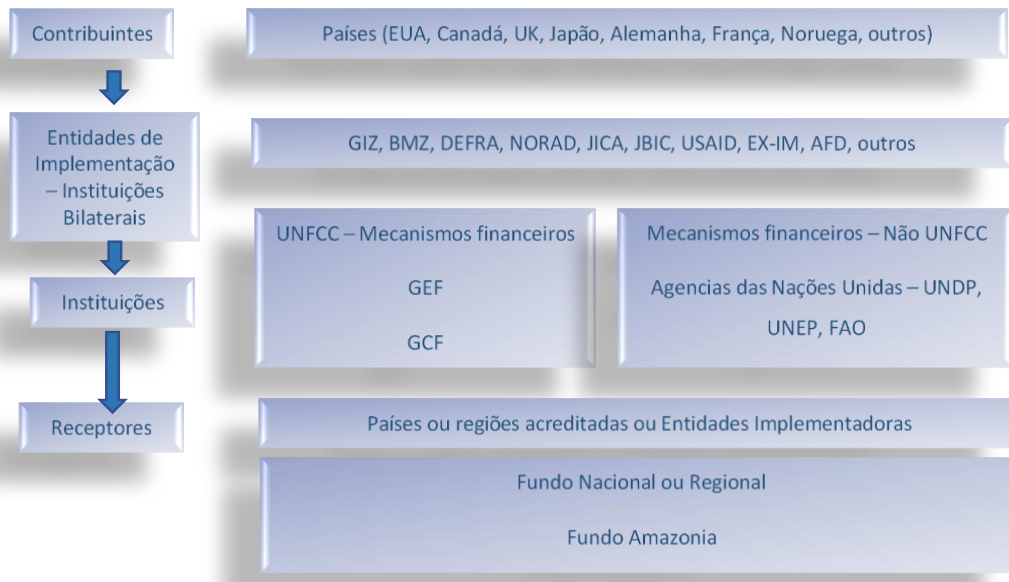 Contribuintes
Países (EUA, Canadá, UK, Japão, Alemanha, França, Noruega, outros)
Entidades de
Implementação
– Instituições
Bilaterais
GIZ, BMZ, DEFRA, NORAD, JICA, JBIC, USAID, EX-IM, AFD, outros
Instituições
UNFCC – Mecanismos financeiros
GEF
GCF
Mecanismos financeiros – Não UNFCC
Agencias das Nações Unidas – UNDP,
UNEP, FAO
Receptores
Países ou regiões acreditadas ou Entidades Implementadoras
Fundo Nacional ou Regional
Fundo Amazonia